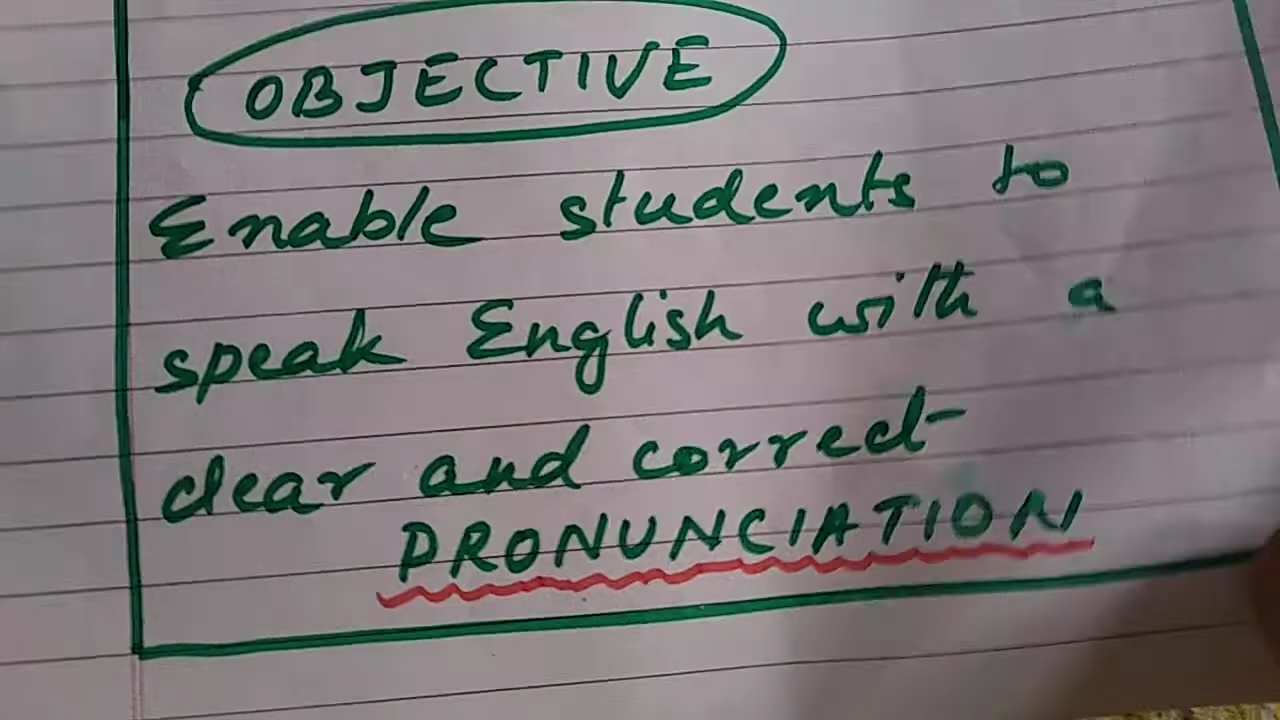 OBJECTIVE
Enable students to
speak English with a
clear and correct
PRONUNCIATION